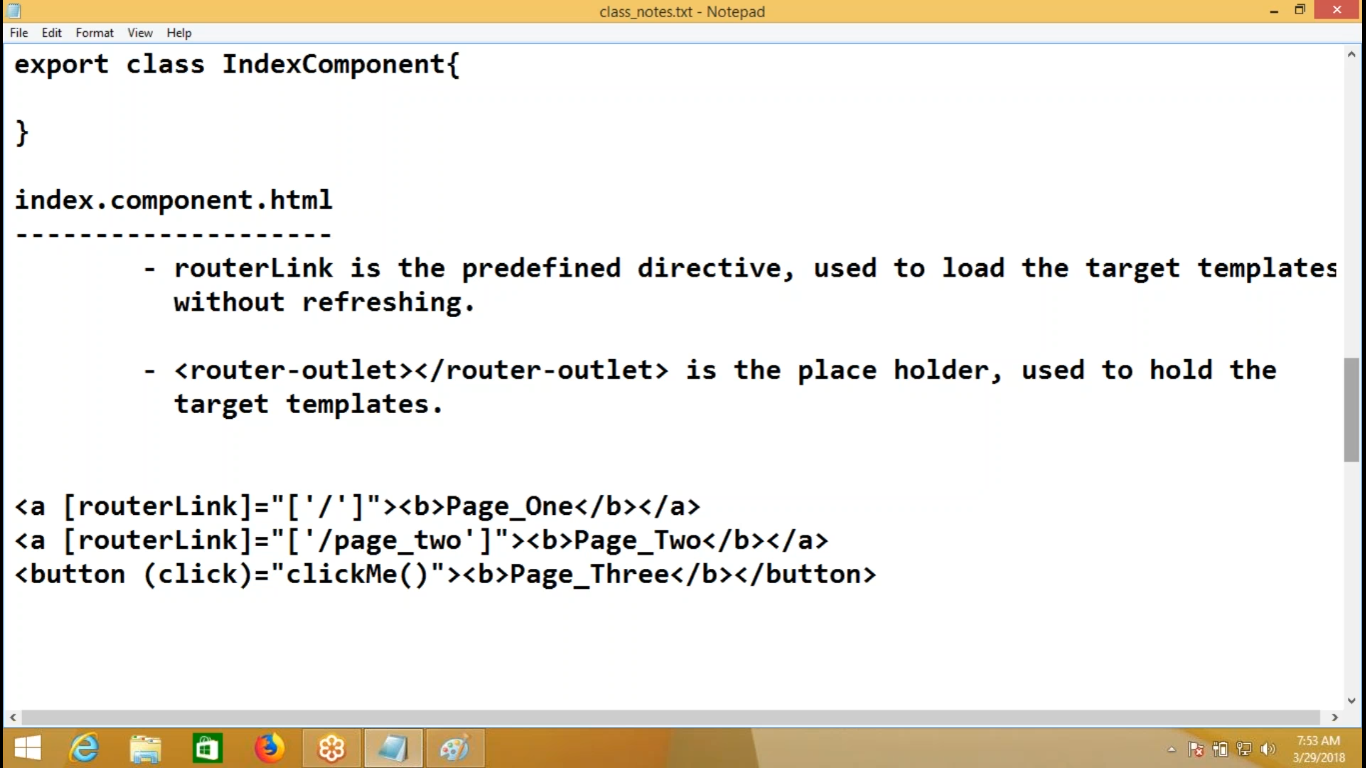 class_notes.txt - Notepad
File Edit Format View Help
export class IndexComponent{
}
index.component.html
--------------------
- routerLink is the predefined directive, used to load the target templates
without refreshing.
- <router-outlet></router-outlet> is the place holder, used to hold the
target templates.
<a [routerLink]="['/']"><b>Page_One</b></a>
<a [routerLink]="['/page_two']"><b>Page_Two</b></a>
<button (click)="clickMe()"><b>Page_Three</b></button>
7:53 AM
3/29/2018